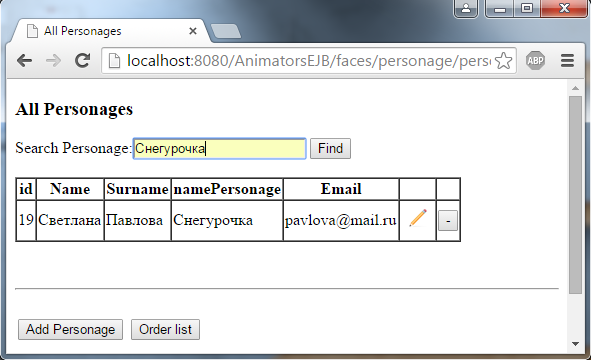 All Personages
localhost:8080/AnimatorsEJB/faces/personage/pers
ABP
All Personages
Search Personage: Снегурочка Find
id Name Surname namePersonage Email
19 Светлана Павлова Снегурочка pavlova@mail.ru -
Add Personage Order list